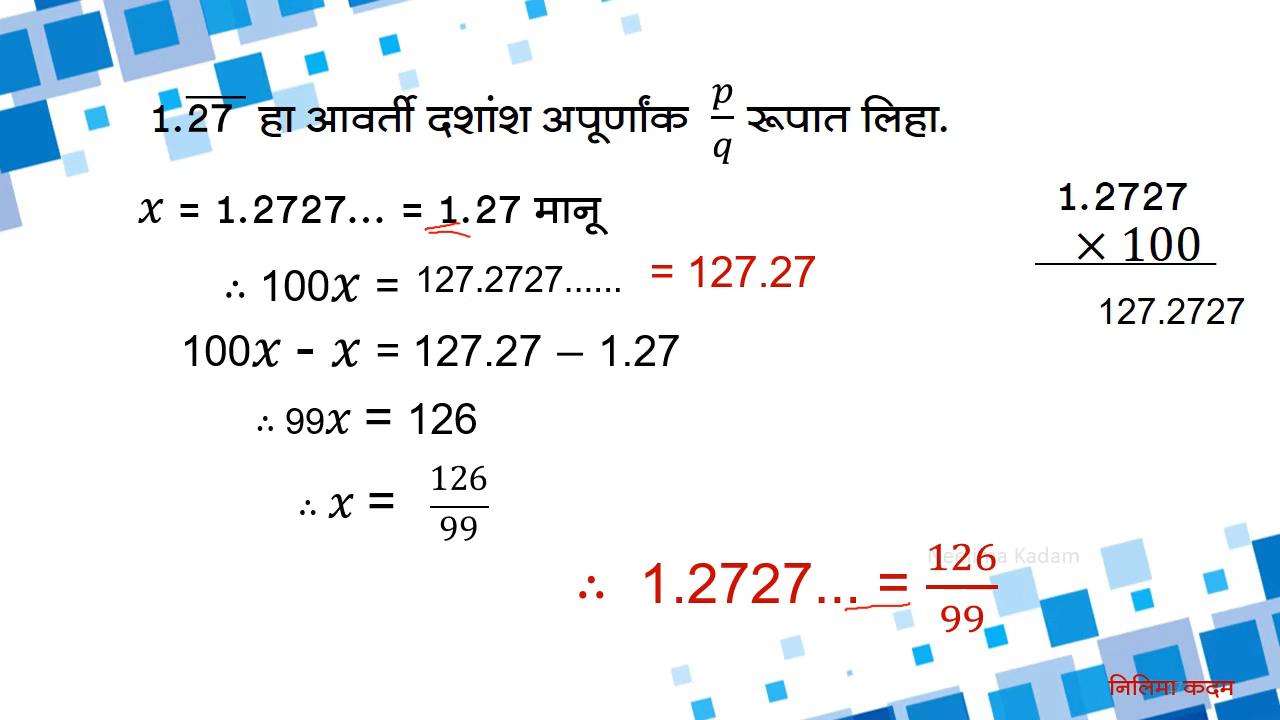 1.2̅7̅ हा आवर्ती दशांश अपूर्णांक p/q रूपात लिहा.
x = 1.2727... = 1.27 मानू
∴ 100x = 127.2727...... = 127.27
100x - x = 127.27 – 1.27
∴ 99x = 126
∴ x = 126/99
∴ 1.2727... = 126/99
1.2727
× 100
127.2727
निलिमा कदम